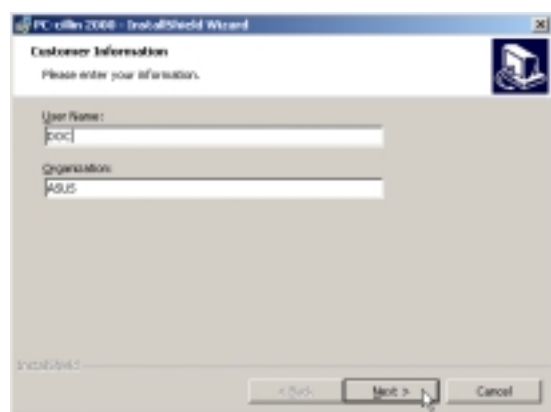 PC-cillin 2000 - InstallShield Wizard
Customer Information
Please enter your information.
User Name:
DOC
Organization:
ASUS
InstallShield
< Back
Next >
Cancel